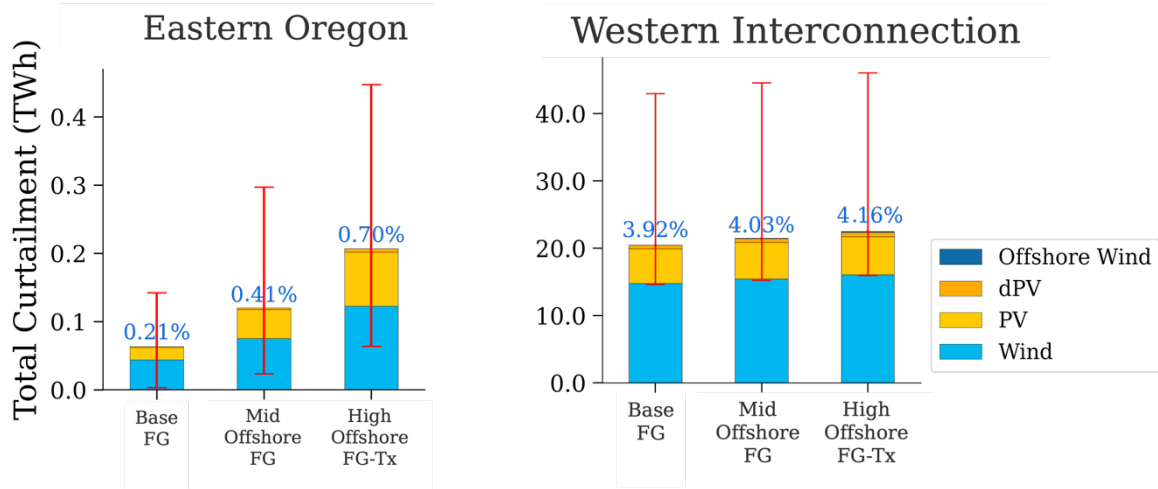 Eastern Oregon
Total Curtailment (TWh)
0.4
0.3
0.2
0.1
0.0
0.21%
0.41%
0.70%
Base
FG
Mid
Offshore
FG
High
Offshore
FG-Tx
Western Interconnection
40.0
30.0
20.0
10.0
0.0
3.92%
4.03%
4.16%
Base
FG
Mid
Offshore
FG
High
Offshore
FG-Tx
Offshore Wind
dPV
PV
Wind